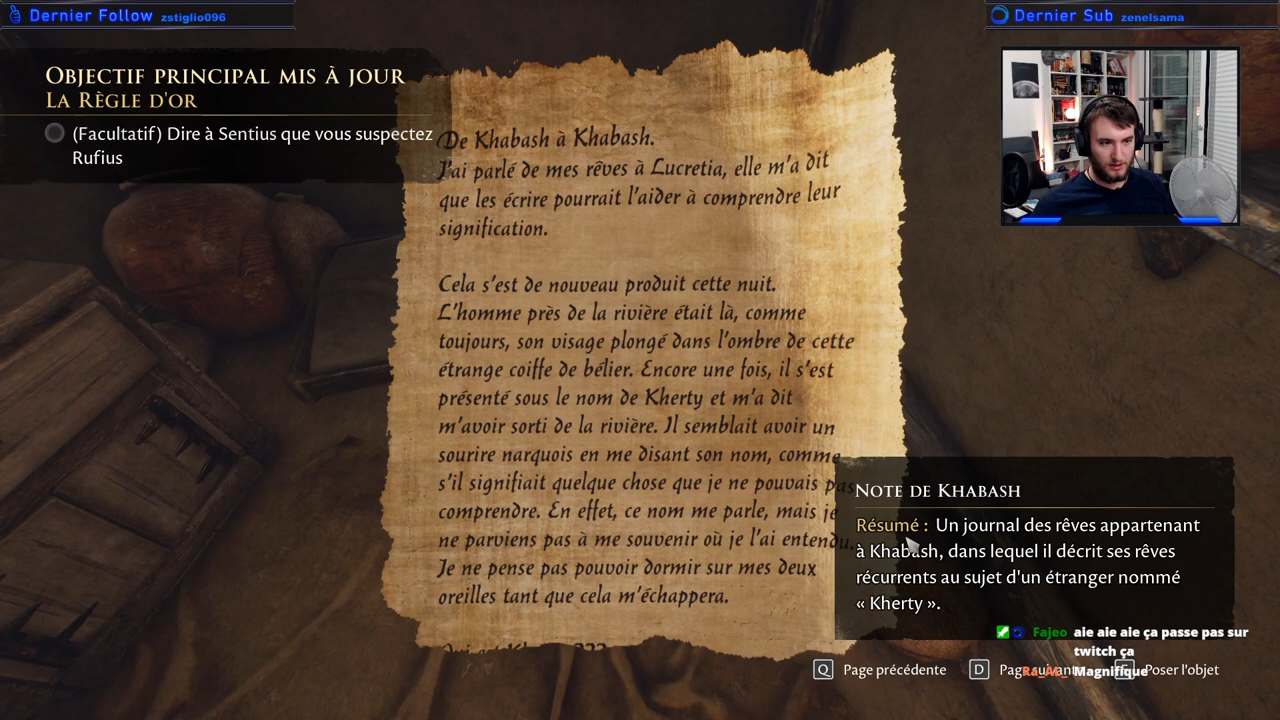 Dernier Follow zstiglio096
Dernier Sub zenelsama
Objectif principal mis à jour
La Règle d'or
(Facultatif) Dire à Sentius que vous suspectez
Rufius
De Khabash à Khabash.
J'ai parlé de mes rêves à Lucretia, elle m'a dit
que les écrire pourrait l'aider à comprendre leur
signification.
Cela s'est de nouveau produit cette nuit.
L'homme près de la rivière était là, comme
toujours, son visage plongé dans l'ombre de cette
étrange coiffe de bélier. Encore une fois, il s'est
présenté sous le nom de Kherty et m'a dit
m'avoir sorti de la rivière. Il semblait avoir un
sourire narquois en me disant son nom, comme
s'il signifiait quelque chose que je ne pouvais pas
comprendre. En effet, ce nom me parle, mais je
ne parviens pas à me souvenir où je l'ai entendu.
Je ne pense pas pouvoir dormir sur mes deux
oreilles tant que cela m'échappera.
Note de Khabash
Résumé : Un journal des rêves appartenant
à Khabash, dans lequel il décrit ses rêves
récurrents au sujet d'un étranger nommé
« Kherty ».
Fajeo aie aie aie ça passe pas sur
twitch ça
Magnifique
Q Page précédente D Page suivante Poser l'objet